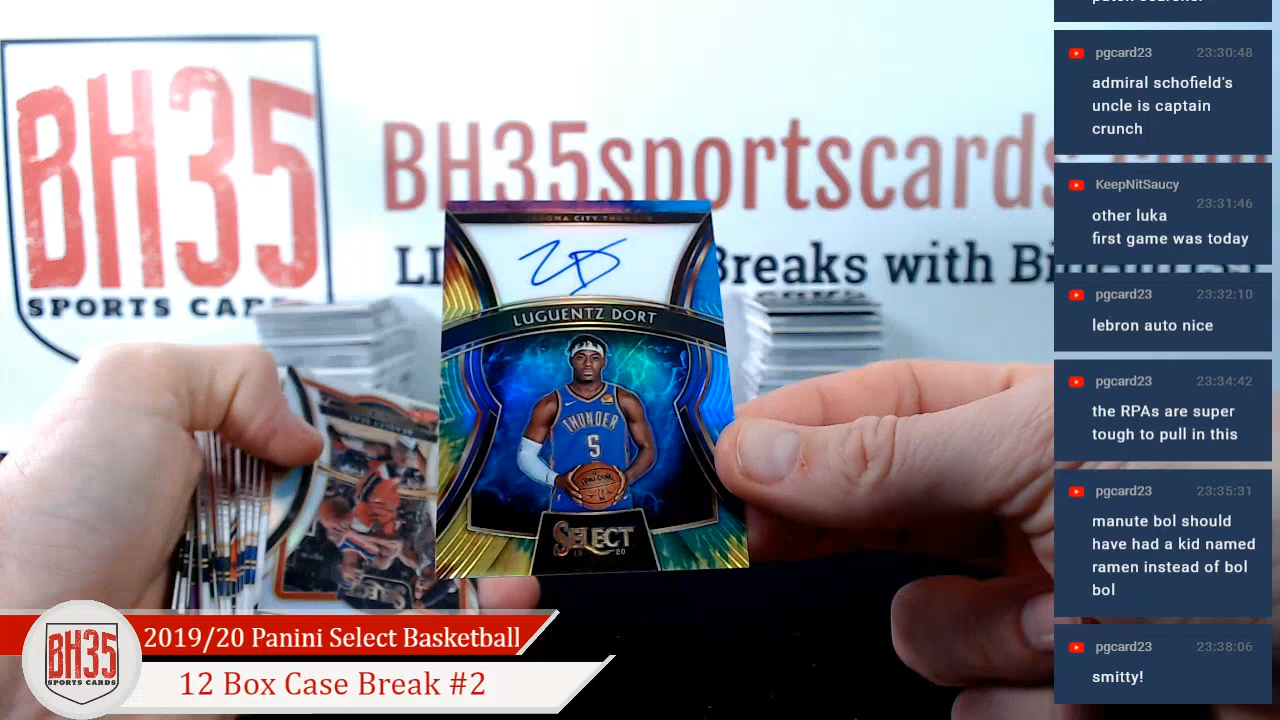 BH35
SPORTS CAR
BH35sportscards
Breaks with B
LUGUENTZ DORT
THUNDER
5
SPALDING
SELECT
19 20
BH35
SPORTS CARDS
2019/20 Panini Select Basketball
12 Box Case Break #2
pgcard23 23:30:48
admiral schofield's
uncle is captain
crunch
KeepNitSaucy
23:31:46
other luka
first game was today
pgcard23 23:32:10
lebron auto nice
pgcard23 23:34:42
the RPAs are super
tough to pull in this
pgcard23 23:35:31
manute bol should
have had a kid named
ramen instead of bol
bol
pgcard23 23:38:06
smitty!